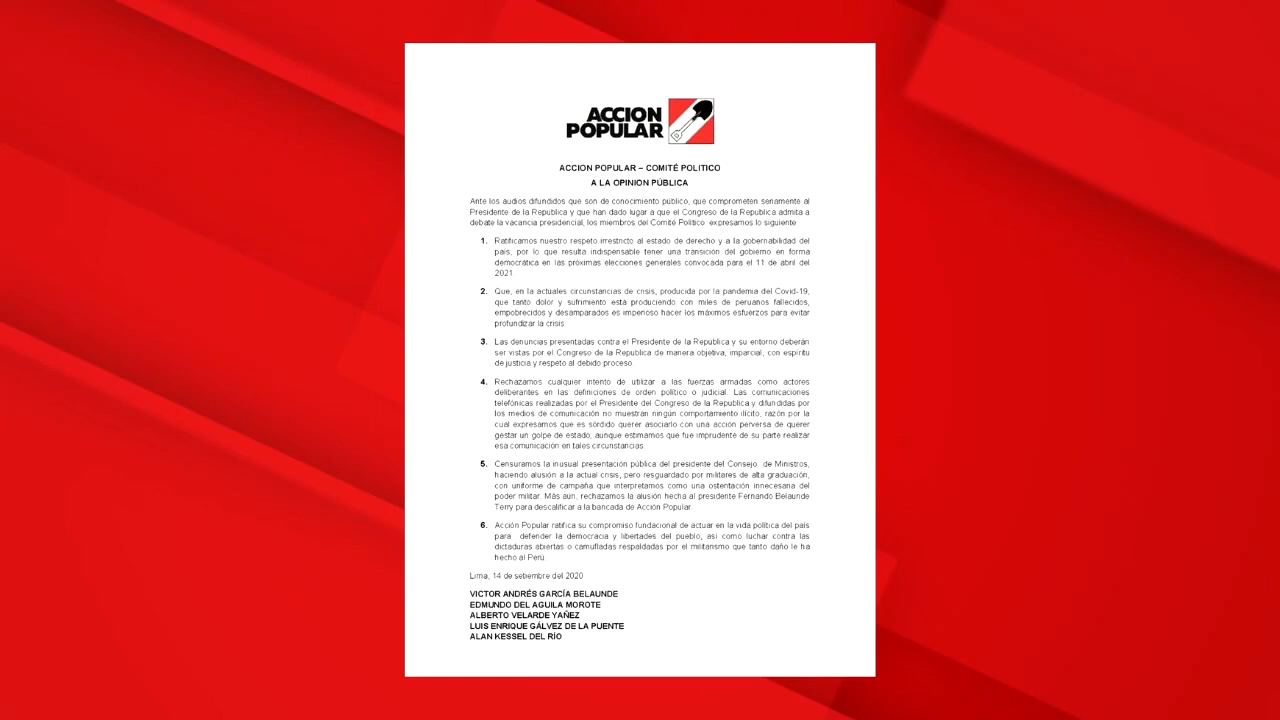 ACCION
POPULAR
ACCION POPULAR – COMITÉ POLITICO
A LA OPINION PÚBLICA
Ante los audios difundidos que son de conocimiento público, que comprometen seriamente al
Presidente de la Republica y que han dado lugar a que el Congreso de la Republica admita a
debate la vacancia presidencial, los miembros del Comité Político expresamos lo siguiente
1. Ratificamos nuestro respeto irrestricto al estado de derecho y a la gobernabilidad del
país, por lo que resulta indispensable tener una transición del gobierno en forma
democrática en las próximas elecciones generales convocada para el 11 de abril del
2021
2. Que, en la actuales circunstancias de crisis, producida por la pandemia del Covid-19,
que tanto dolor y sufrimiento está produciendo con miles de peruanos fallecidos,
empobrecidos y desamparados es imperioso hacer los máximos esfuerzos para evitar
profundizar la crisis.
3. Las denuncias presentadas contra el Presidente de la República y su entorno deberán
ser vistas por el Congreso de la Republica de manera objetiva, imparcial, con espíritu
de justicia y respeto al debido proceso.
4. Rechazamos cualquier intento de utilizar a las fuerzas armadas como actores
deliberantes en las definiciones de orden político o judicial. Las comunicaciones
telefónicas realizadas por el Presidente del Congreso de la Republica y difundidas por
los medios de comunicación no muestran ningún comportamiento ilícito, razón por la
cual expresamos que es sórdido querer asociarlo con una acción perversa de querer
gestar un golpe de estado, aunque estimamos que fue imprudente de su parte realizar
esa comunicación en tales circunstancias.
5. Censuramos la inusual presentación pública del presidente del Consejo de Ministros,
haciendo alusión a la actual crisis, pero resguardado por militares de alta graduación,
con uniforme de campaña que interpretamos como una ostentación innecesaria del
poder militar. Más aún, rechazamos la alusión hecha al presidente Fernando Belaunde
Terry para descalificar a la bancada de Acción Popular.
6. Acción Popular ratifica su compromiso fundacional de actuar en la vida política del país
para defender la democracia y libertades del pueblo, así como luchar contra las
dictaduras abiertas o camufladas respaldadas por el militarismo que tanto daño le ha
hecho al Perú.
Lima, 14 de setiembre del 2020
VICTOR ANDRÉS GARCÍA BELAUNDE
EDMUNDO DEL AGUILA MOROTE
ALBERTO VELARDE YAÑEZ
LUIS ENRIQUE GÁLVEZ DE LA PUENTE
ALAN KESSEL DEL RÍO